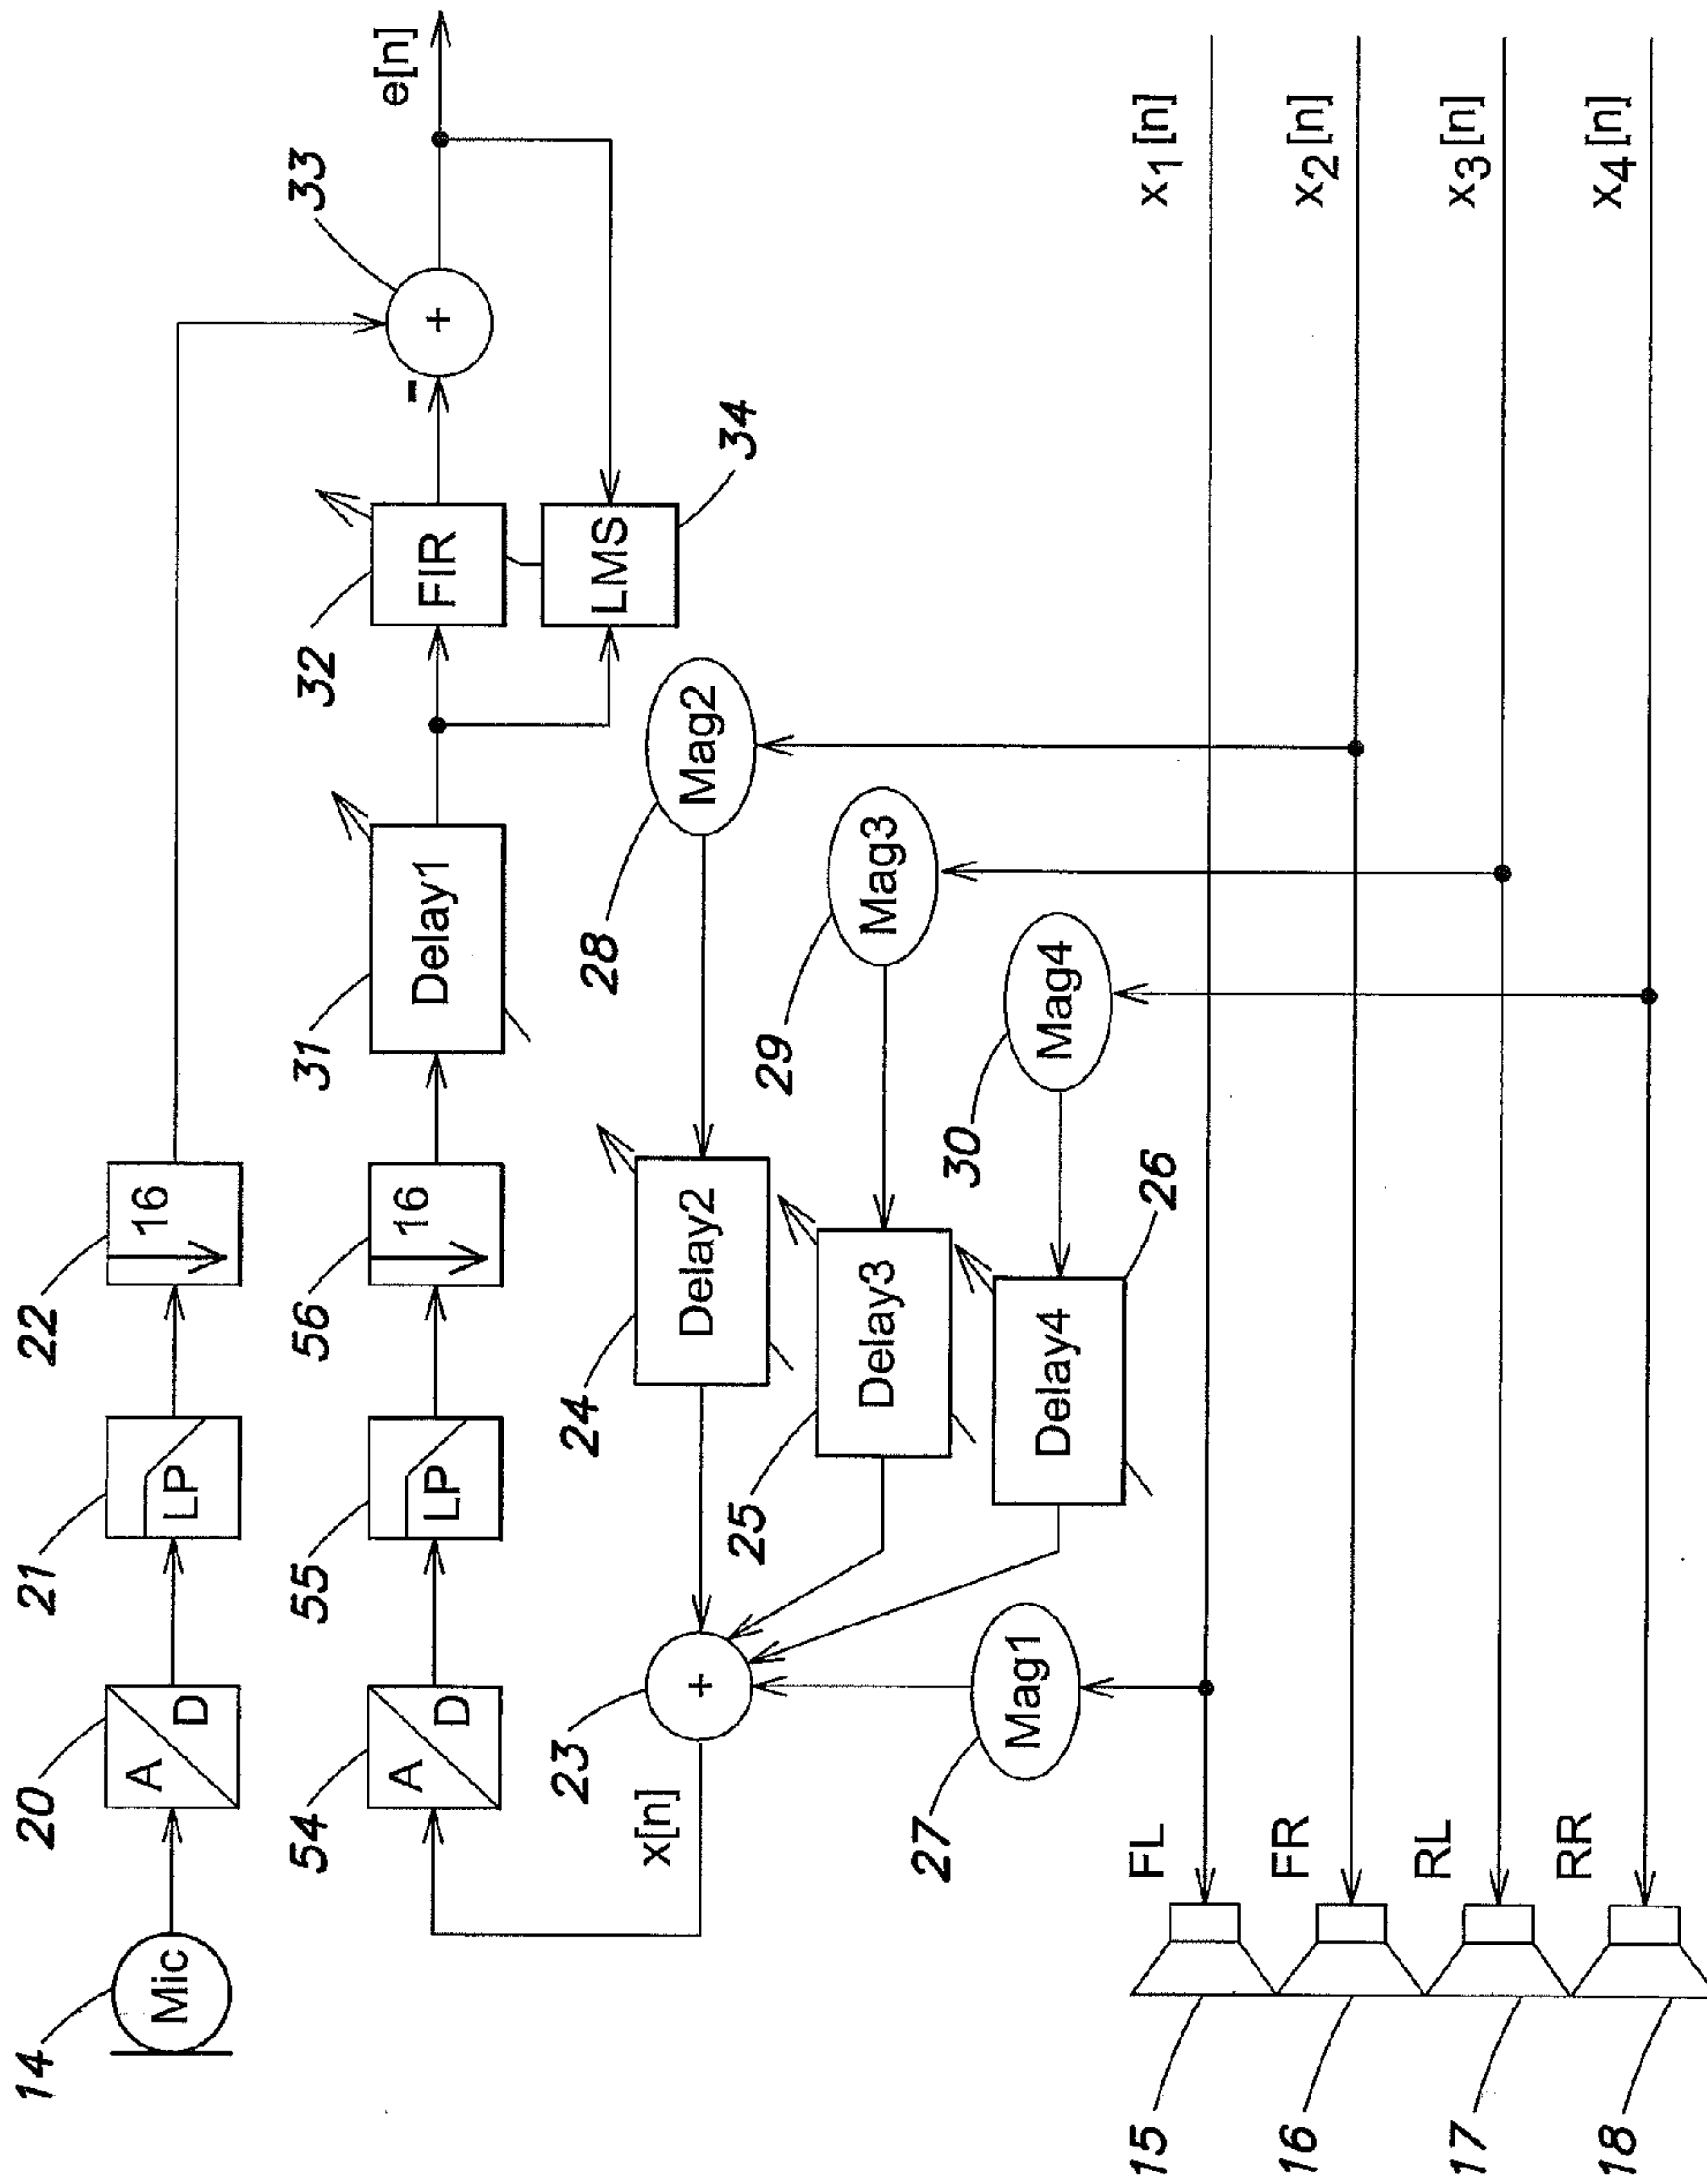 14
Mic
20
A
D
21
LP
22
16
54
A
D
55
LP
56
16
31
Delay1
32
FIR
33
+
-
e[n]
34
LMS
x[n]
23
+
24
Delay2
28
Mag2
25
Delay3
29
Mag3
26
Delay4
30
Mag4
27
Mag1
15
FL
x1[n]
16
FR
x2[n]
17
RL
x3[n]
18
RR
x4[n]